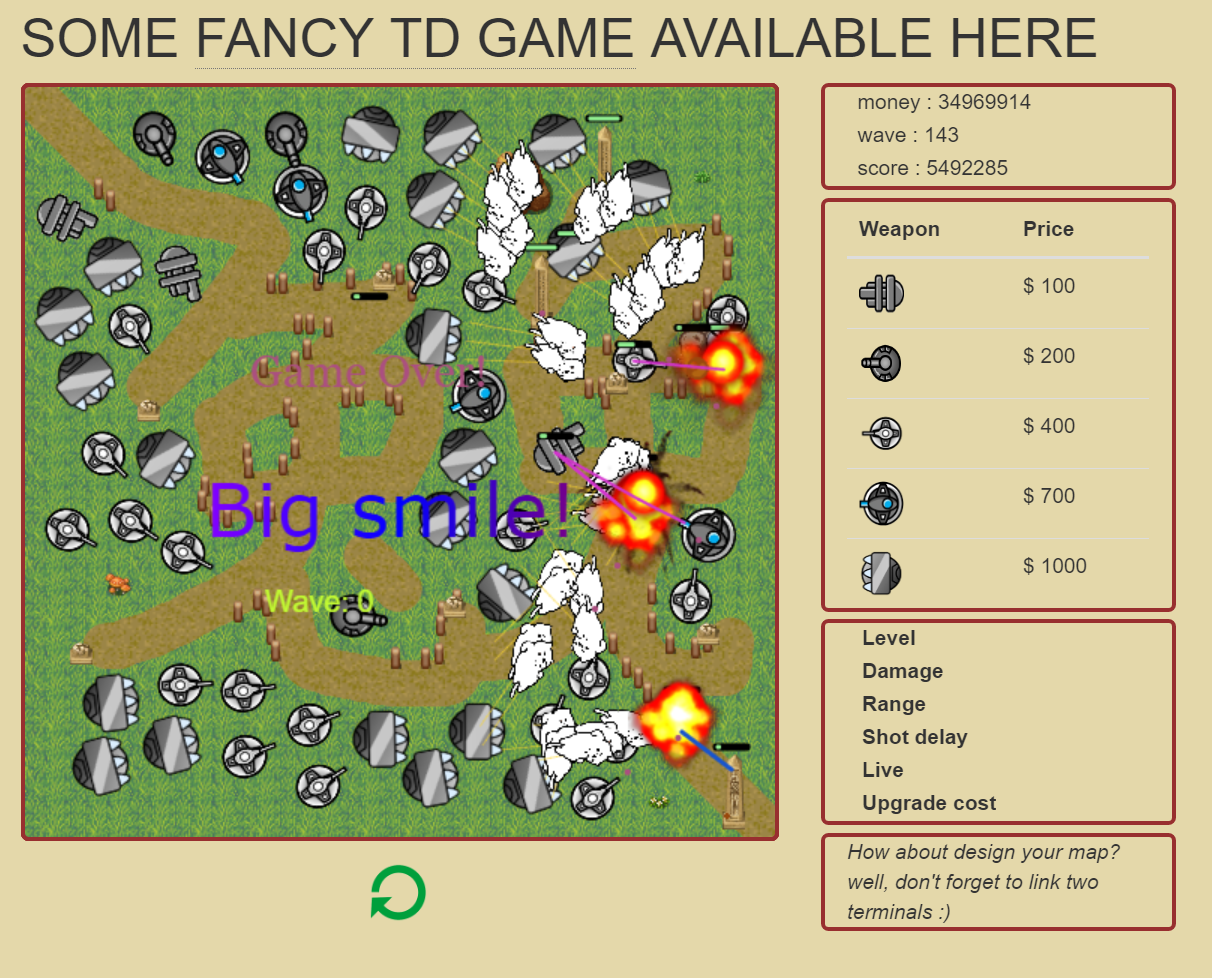 SOME FANCY TD GAME AVAILABLE HERE
Game Over!
Big smile!
Wave: 0
money : 34969914
wave : 143
score : 5492285
Weapon Price
$ 100
$ 200
$ 400
$ 700
$ 1000
Level
Damage
Range
Shot delay
Live
Upgrade cost
How about design your map?
well, don't forget to link two
terminals :)